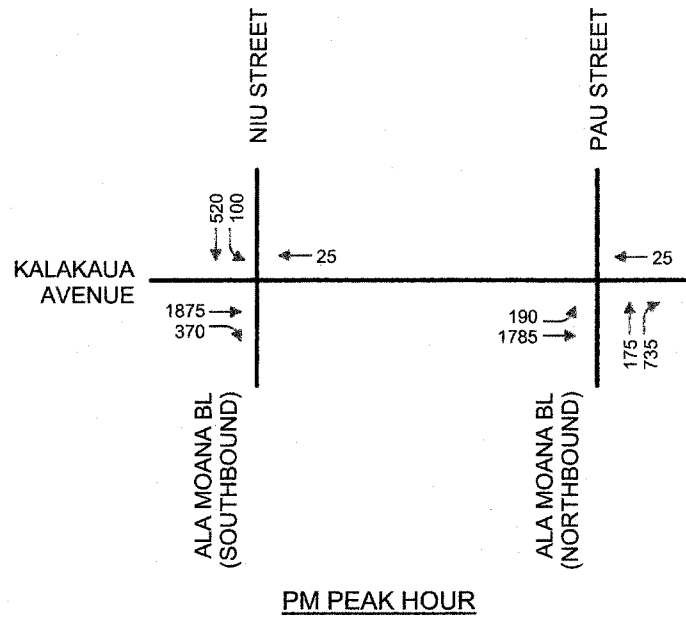 NIU STREET
PAU STREET
520
100
25
25
KALAKAUA
AVENUE
1875
370
190
1785
175
735
ALA MOANA BL
(SOUTHBOUND)
ALA MOANA BL
(NORTHBOUND)
PM PEAK HOUR